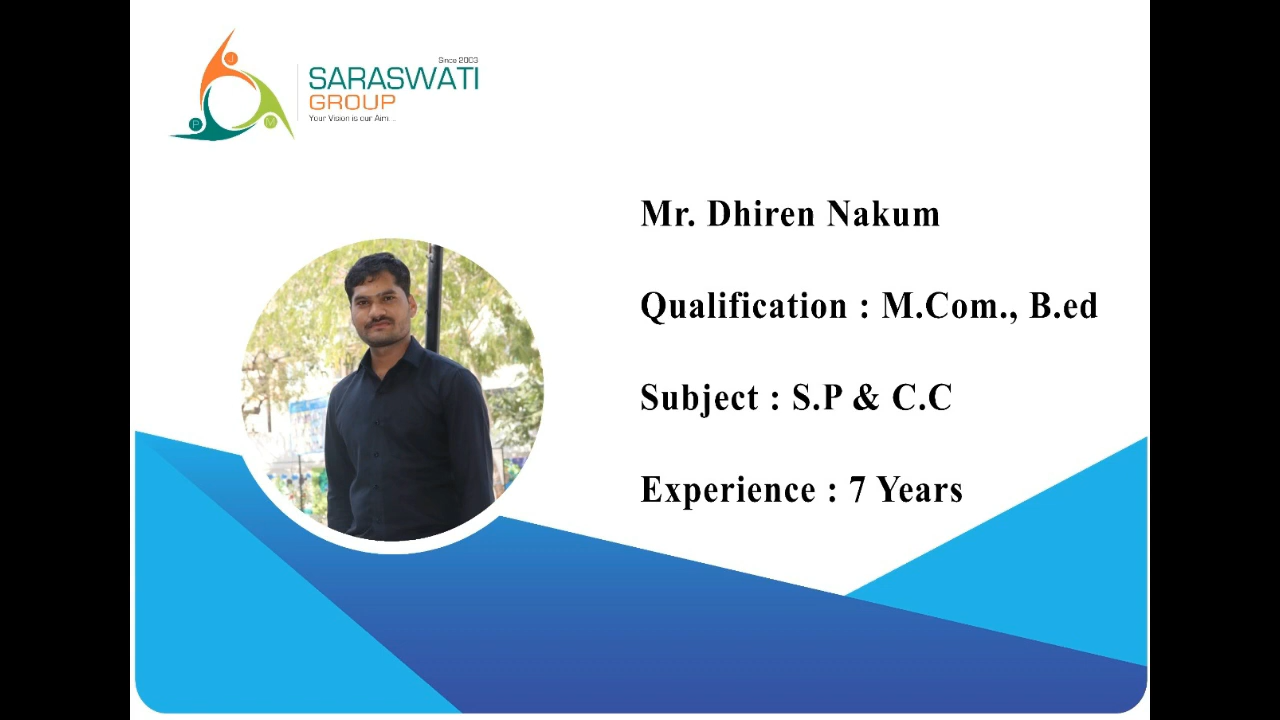 Since 2003
SARASWATI
GROUP
Your Vision is our Aim...
J
P
M
Mr. Dhiren Nakum
Qualification : M.Com., B.ed
Subject : S.P & C.C
Experience : 7 Years